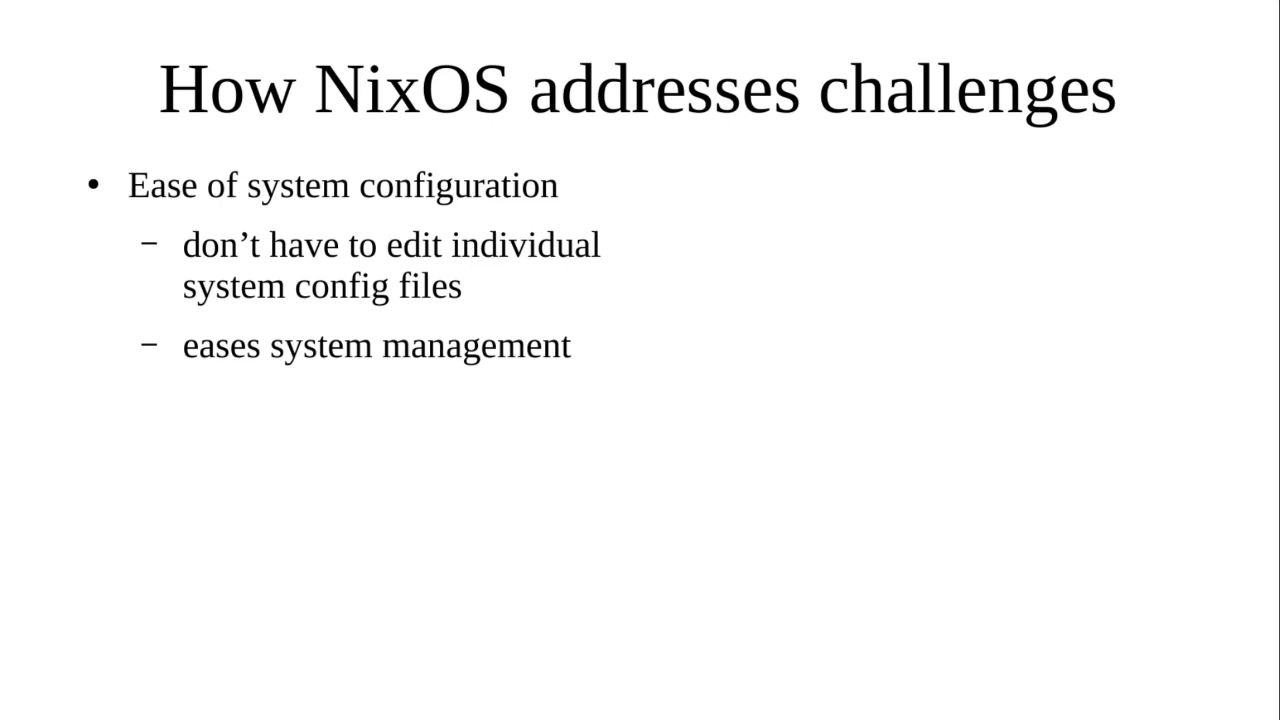 How NixOS addresses challenges
• Ease of system configuration
– don’t have to edit individual
system config files
– eases system management